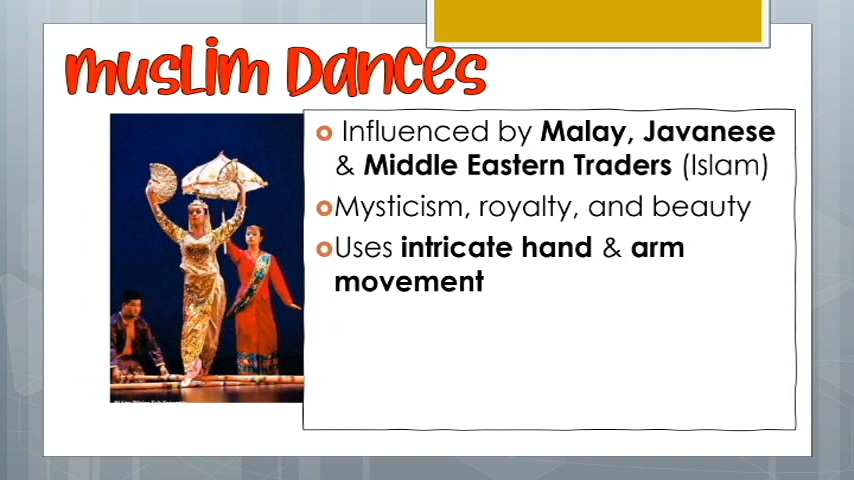 muslim Dances
Influenced by Malay, Javanese
& Middle Eastern Traders (Islam)
Mysticism, royalty, and beauty
Uses intricate hand & arm
movement